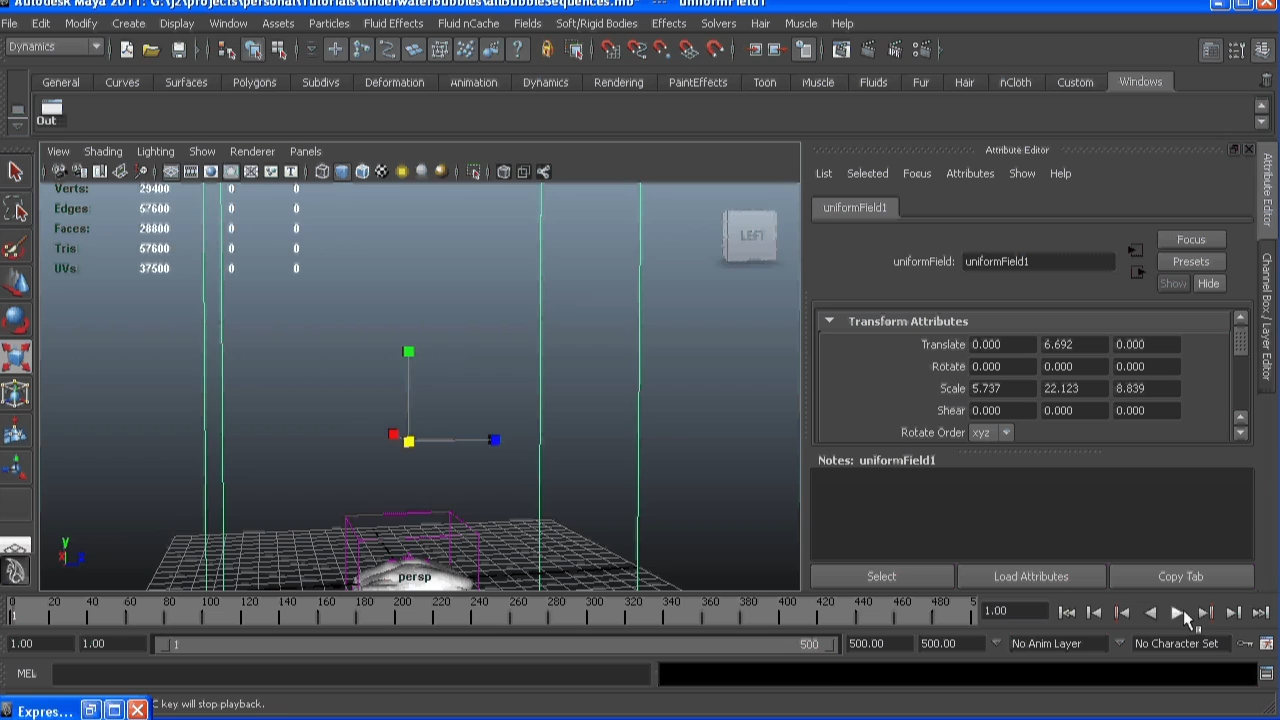 Autodesk Maya 2011: G:\jz\projects\personal\Tutorials\underwaterBubbles\allBubbleSequences.mb* --- uniformField1
File Edit Modify Create Display Window Assets Particles Fluid Effects Fluid nCache Fields Soft/Rigid Bodies Effects Solvers Hair Muscle Help
Dynamics
General Curves Surfaces Polygons Subdivs Deformation Animation Dynamics Rendering PaintEffects Toon Muscle Fluids Fur Hair nCloth Custom Windows
Out
View Shading Lighting Show Renderer Panels
Verts: 29400 0 0
Edges: 57600 0 0
Faces: 28800 0 0
Tris: 57600 0 0
UVs: 37500 0 0
LEFT
y
persp
Attribute Editor
List Selected Focus Attributes Show Help
uniformField1
uniformField: uniformField1
Focus
Presets
Show Hide
Transform Attributes
Translate 0.000 6.692 0.000
Rotate 0.000 0.000 0.000
Scale 5.737 22.123 8.839
Shear 0.000 0.000 0.000
Rotate Order xyz
Notes: uniformField1
Select Load Attributes Copy Tab
Attribute Editor
Channel Box / Layer Editor
0 20 40 60 80 100 120 140 160 180 200 220 240 260 280 300 320 340 360 380 400 420 440 480 5
1
1.00
1.00 1.00 1 500 500.00 500.00 No Anim Layer No Character Set
MEL
Expres... C key will stop playback.